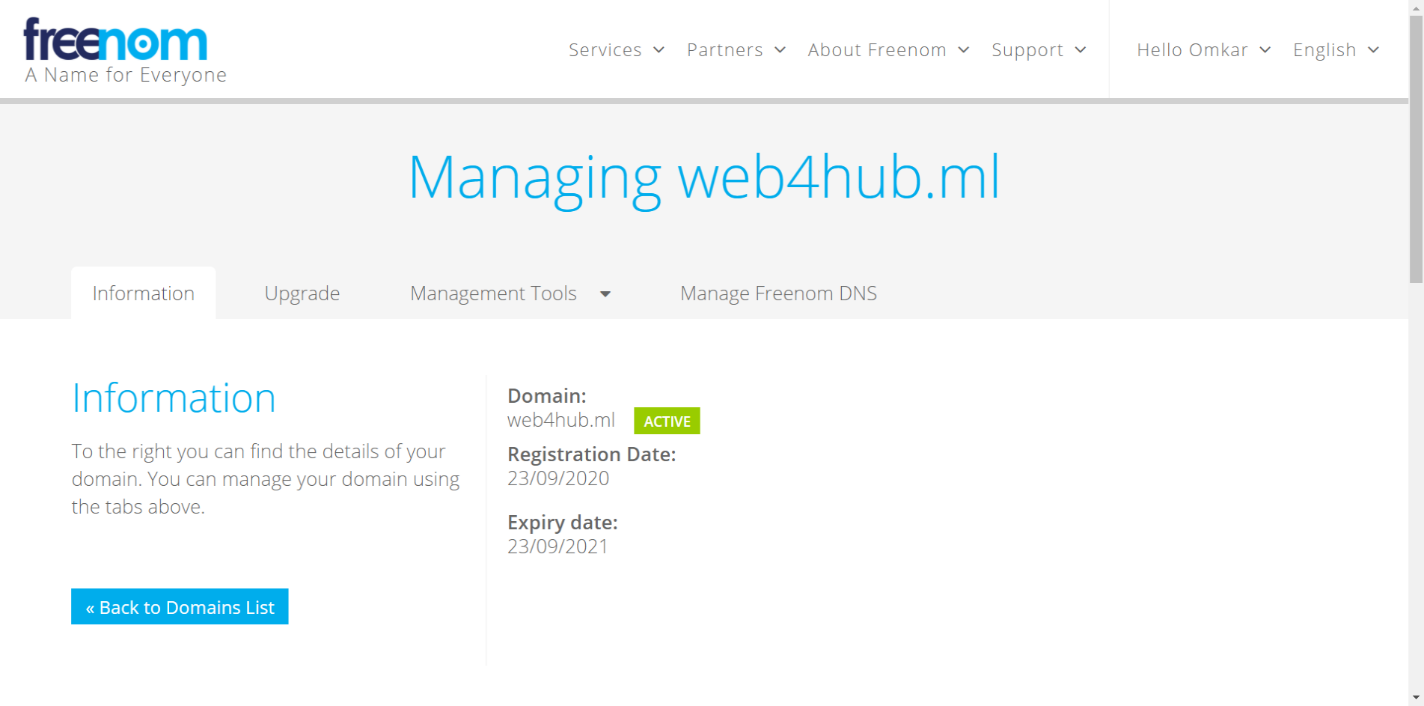 freenom
A Name for Everyone
Services Partners About Freenom Support Hello Omkar English
Managing web4hub.ml
Information Upgrade Management Tools Manage Freenom DNS
Information
To the right you can find the details of your
domain. You can manage your domain using
the tabs above.
« Back to Domains List
Domain:
web4hub.ml ACTIVE
Registration Date:
23/09/2020
Expiry date:
23/09/2021